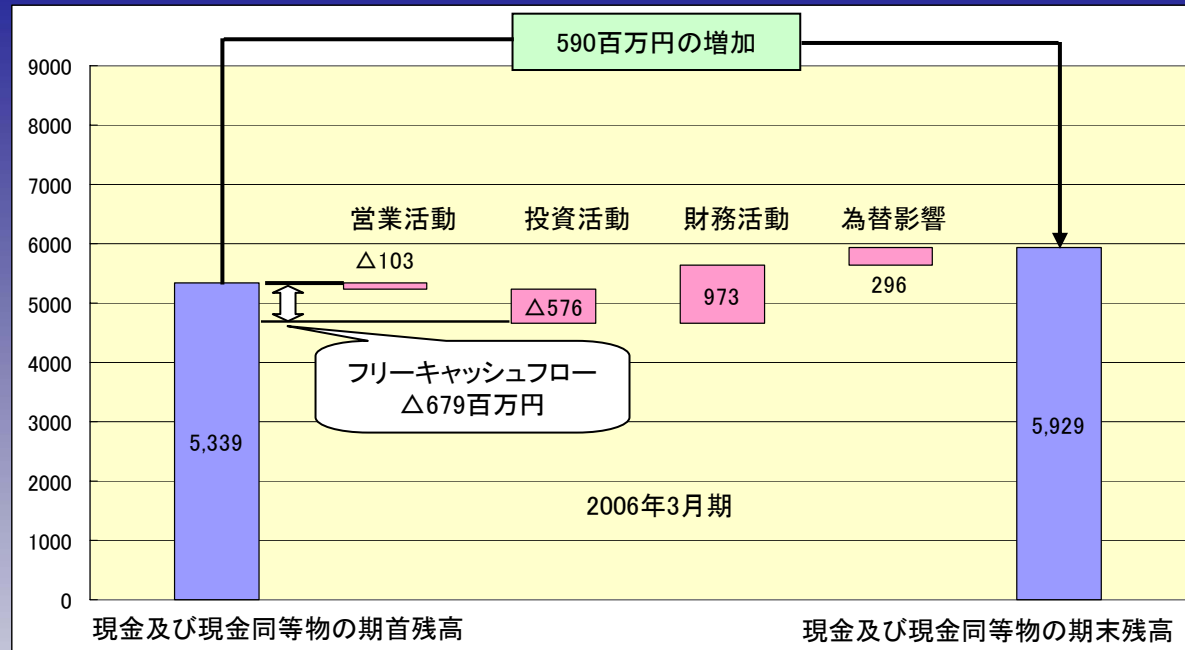 590百万円の増加
9000
8000
7000
6000
5000
4000
3000
2000
1000
0
営業活動
投資活動
財務活動
為替影響
△103
△576
973
296
フリーキャッシュフロー
△679百万円
5,339
5,929
2006年3月期
現金及び現金同等物の期首残高
現金及び現金同等物の期末残高